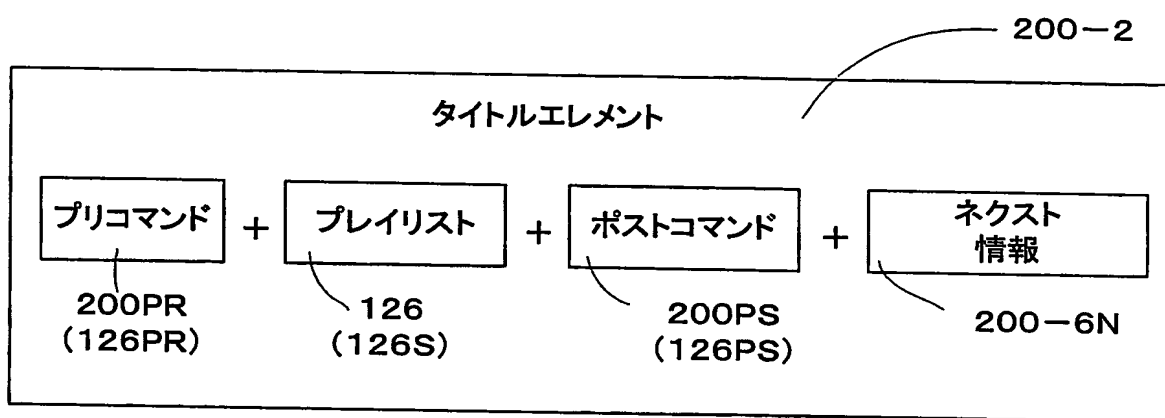 200-2
タイトルエレメント
プリコマンド + プレイリスト + ポストコマンド + ネクスト
情報
200PR 126 200PS 200-6N
(126PR) (126S) (126PS)